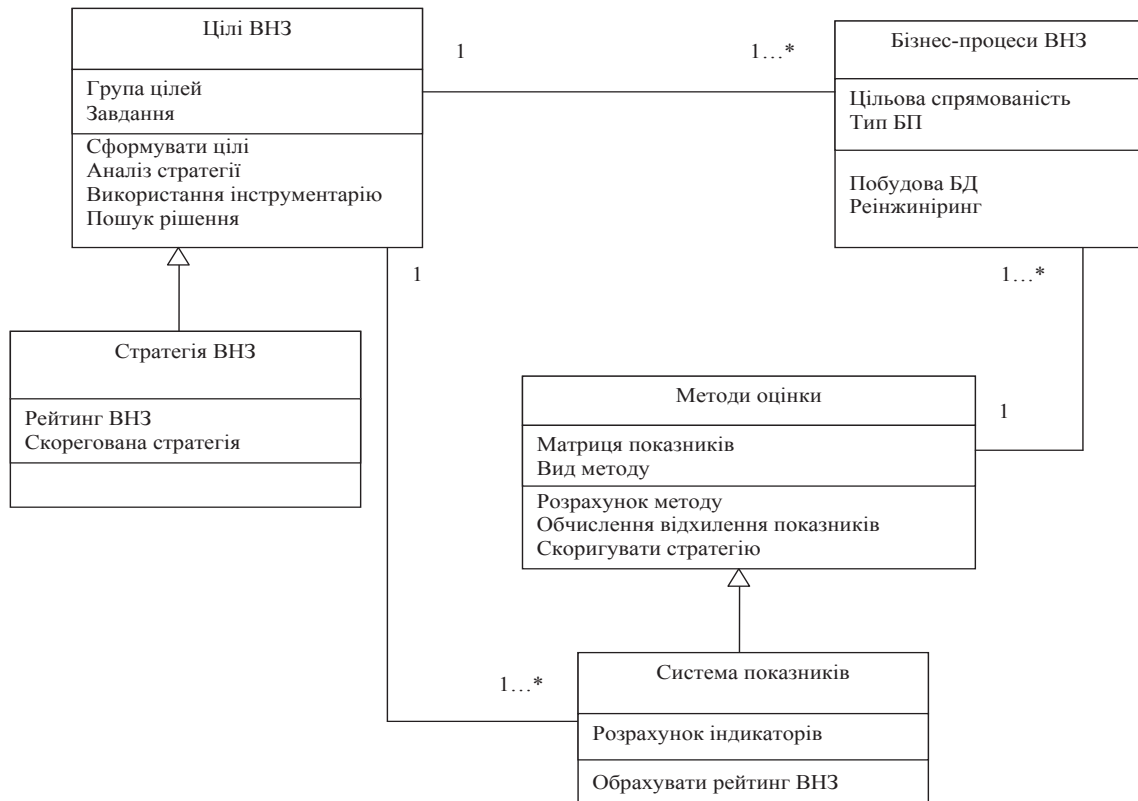 Цілі ВНЗ
Група цілей
Завдання
Сформувати цілі
Аналіз стратегії
Використання інструментарію
Пошук рішення
1
1…*
Бізнес-процеси ВНЗ
Цільова спрямованість
Тип БП
Побудова БД
Реінжиніринг
1
1…*
Стратегія ВНЗ
Рейтинг ВНЗ
Скорегована стратегія
Методи оцінки
Матриця показників
Вид методу
Розрахунок методу
Обчислення відхилення показників
Скоригувати стратегію
1
1…*
Система показників
Розрахунок індикаторів
Обрахувати рейтинг ВНЗ